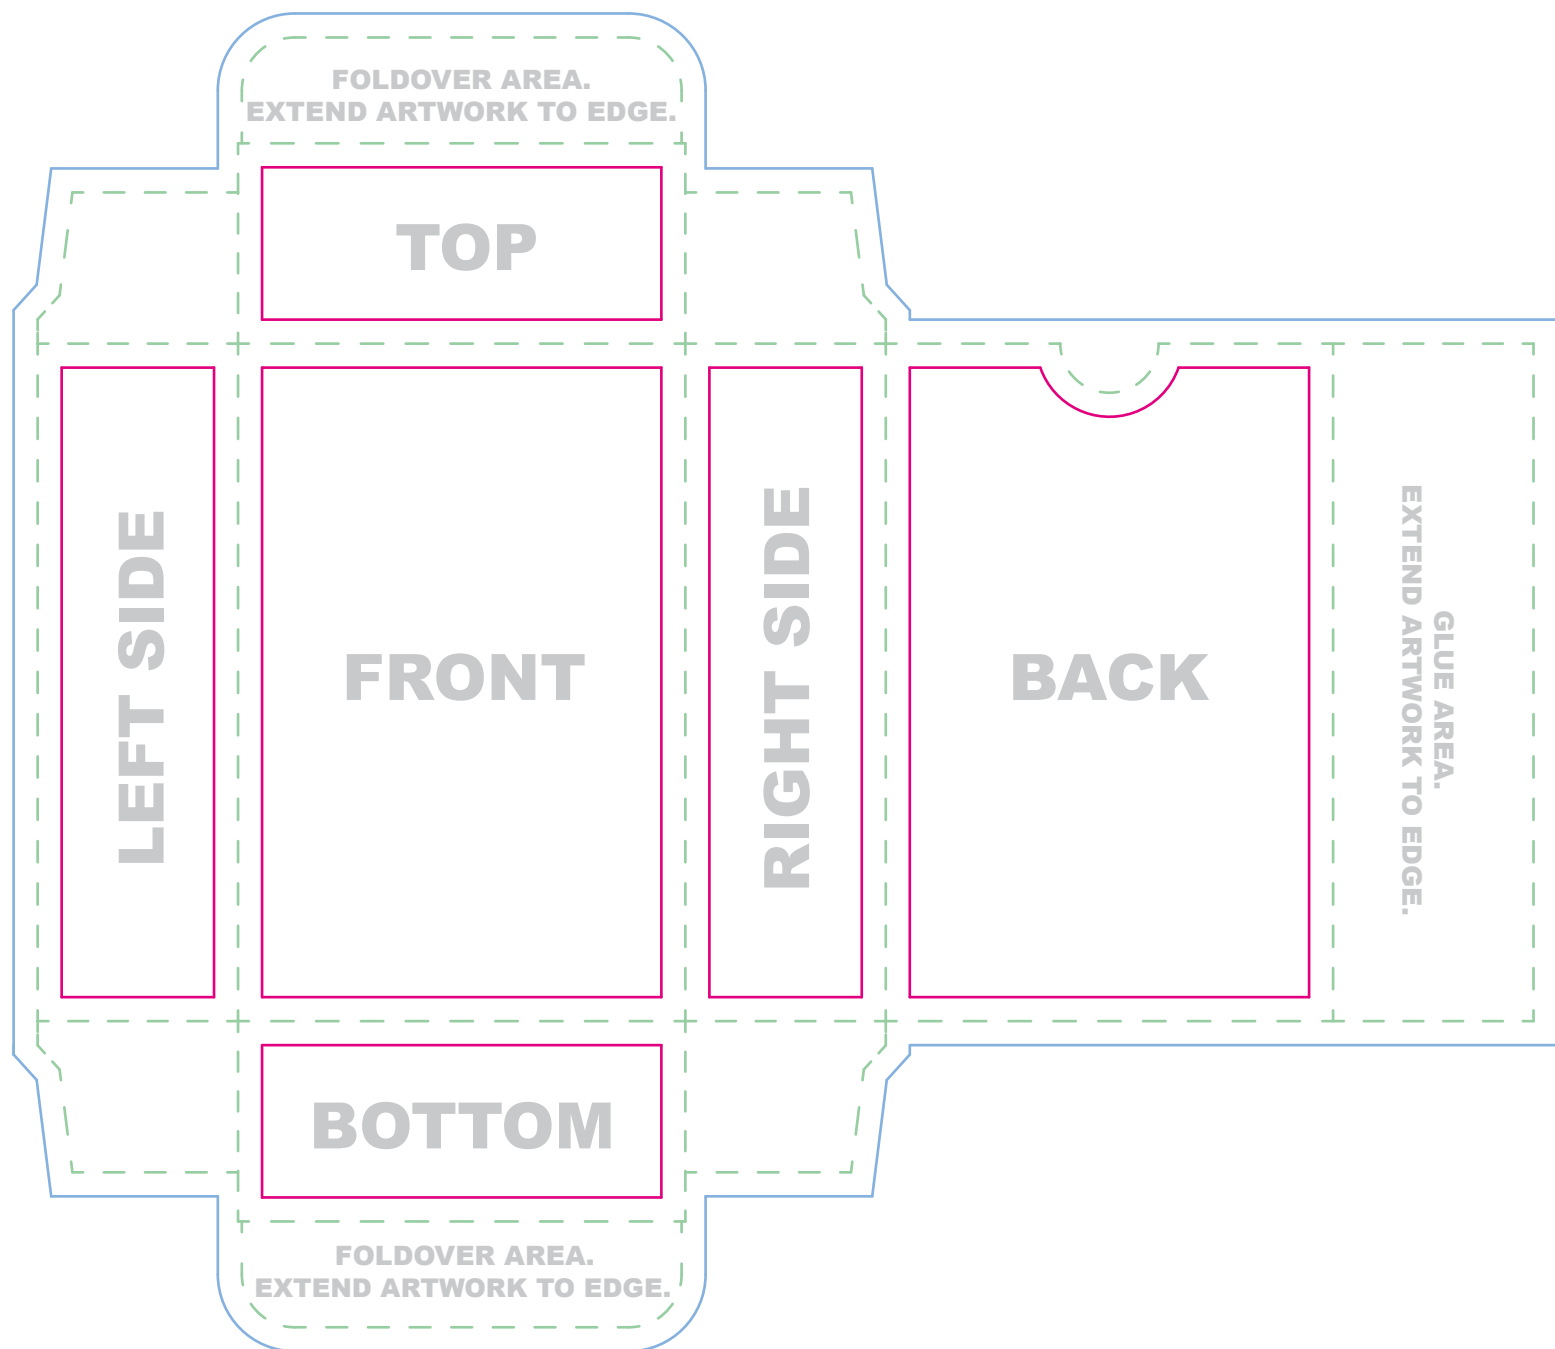 FOLDOVER AREA.
EXTEND ARTWORK TO EDGE.
TOP
LEFT SIDE
FRONT
RIGHT SIDE
BACK
GLUE AREA.
EXTEND ARTWORK TO EDGE.
BOTTOM
FOLDOVER AREA.
EXTEND ARTWORK TO EDGE.